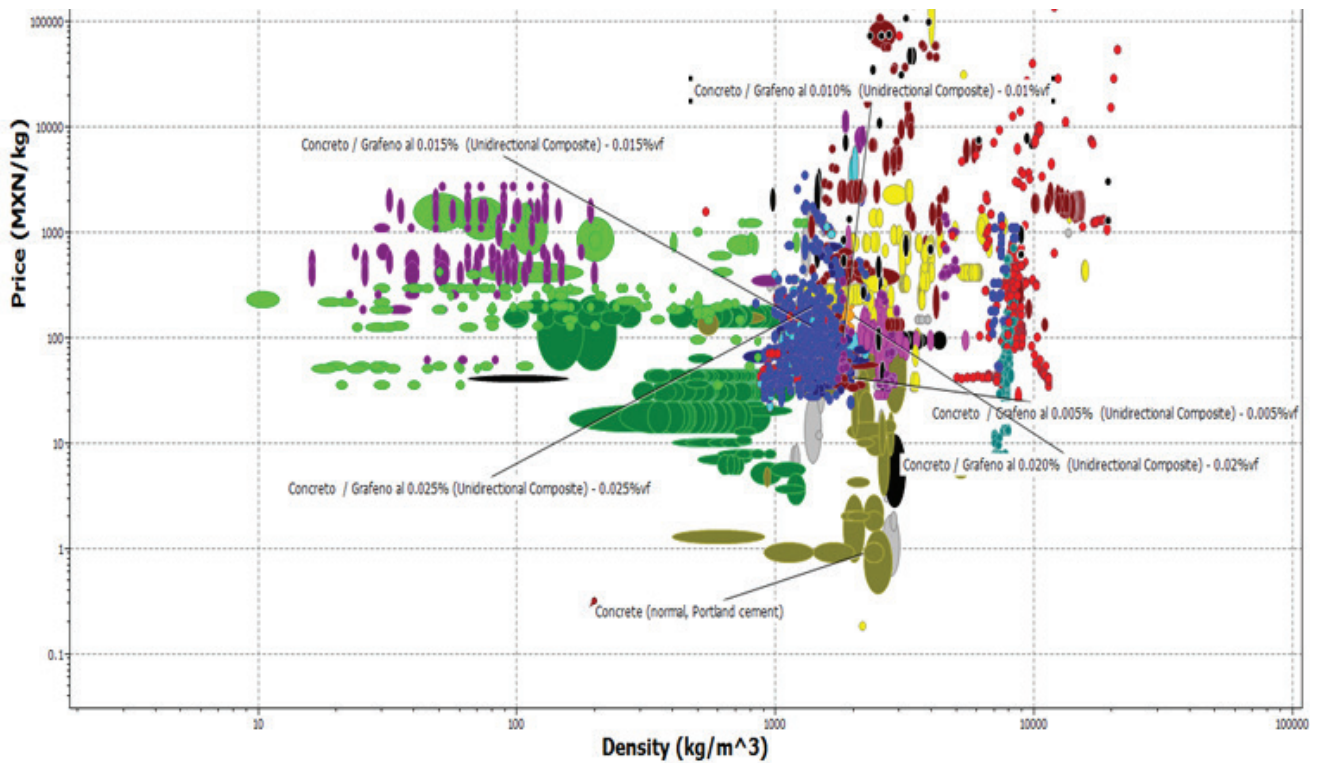 100000
10000
1000
100
10
1
0.1
Price (MXN/kg)
Concreto / Grafeno al 0.010% (Unidirectional Composite) - 0.01%vf
Concreto / Grafeno al 0.015% (Unidirectional Composite) - 0.015%vf
Concreto / Grafeno al 0.005% (Unidirectional Composite) - 0.005%vf
Concreto / Grafeno al 0.020% (Unidirectional Composite) - 0.02%vf
Concreto / Grafeno al 0.025% (Unidirectional Composite) - 0.025%vf
Concrete (normal, Portland cement)
10
100
1000
10000
100000
Density (kg/m^3)